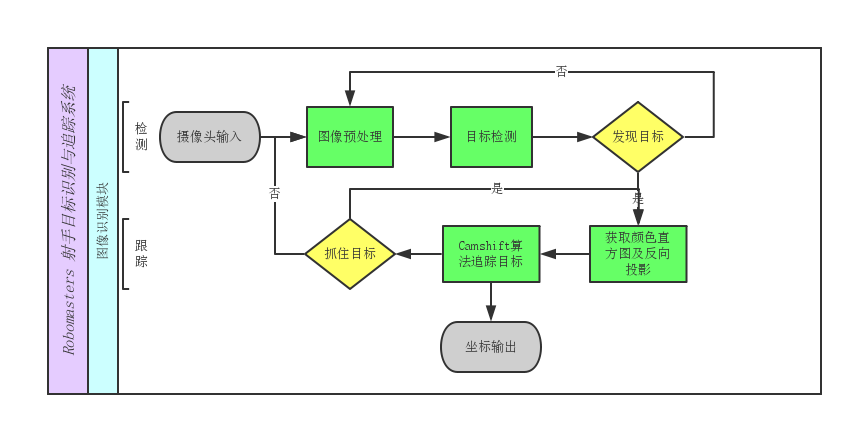 Robomasters 射手目标识别与追踪系统
图像识别模块
检
测
摄像头输入
图像预处理
目标检测
发现目标
否
是
否
是
跟
踪
抓住目标
Camshift算
法追踪目标
获取颜色直
方图及反向
投影
坐标输出